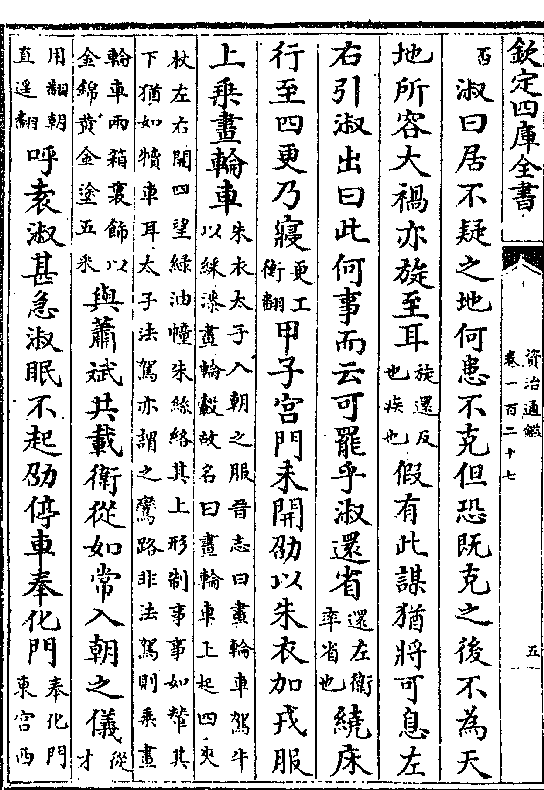 欽定四庫全書
資治通鑑
卷一百二十七
五
否淑曰居不疑之地何患不克但恐既克之後不為天
地所容大禍亦旋至耳旋還反也疾也假有此謀猶將可息左
右引淑出曰此何事而云可罷乎淑還省還左衛率省也繞床
行至四更乃寢更工衡翻甲子宮門未開劭以朱衣加戎服
上乗畫輪車朱衣太子入朝之服晉志曰畫輪車駕牛以綵漆畫輪轂故名曰畫輪車上起四夾
杖左右開四望緑油幢朱絲絡其上形制事事如輦其下猶如犢車耳太子法駕亦謂之鸞路非法駕則乗畫
輪車兩箱裏飾以金錦黄金塗五采與蕭斌共載衛從如常入朝之儀從才
用翻朝直遥翻呼袁淑甚急淑眠不起劭停車奉化門奉化門東宫西